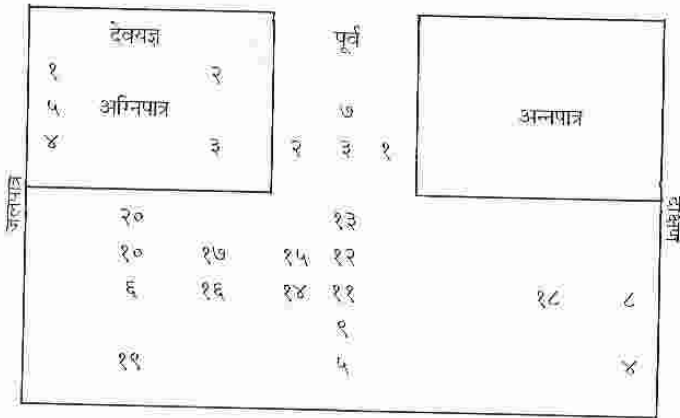 देवयज्ञ पूर्व
१ २
५ अग्निपात्र ७ अन्नपात्र
४ ३ २ ३ १
जलपात्र
दक्षिण
२० १३
१० १७ १५ १२
६ १६ १४ ११ १८ ८
९
१९ ५ ४